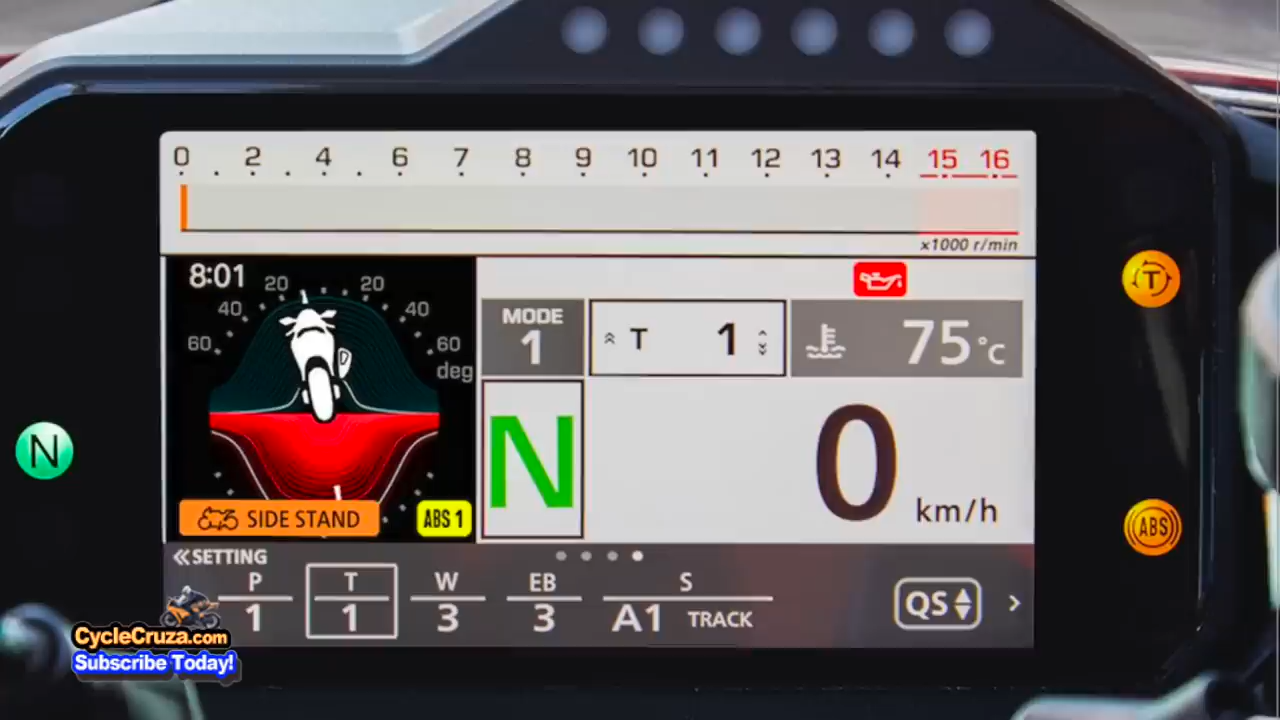 0 2 4 6 7 8 9 10 11 12 13 14 15 16
x1000 r/min
8:01
20 20
40 40
60 60
deg
MODE
1
T 1
75°C
T
N
N
0
km/h
SIDE STAND
ABS 1
ABS
SETTING
P T W EB S
1 1 3 3 A1 TRACK
QS
CycleCruza.com
Subscribe Today!